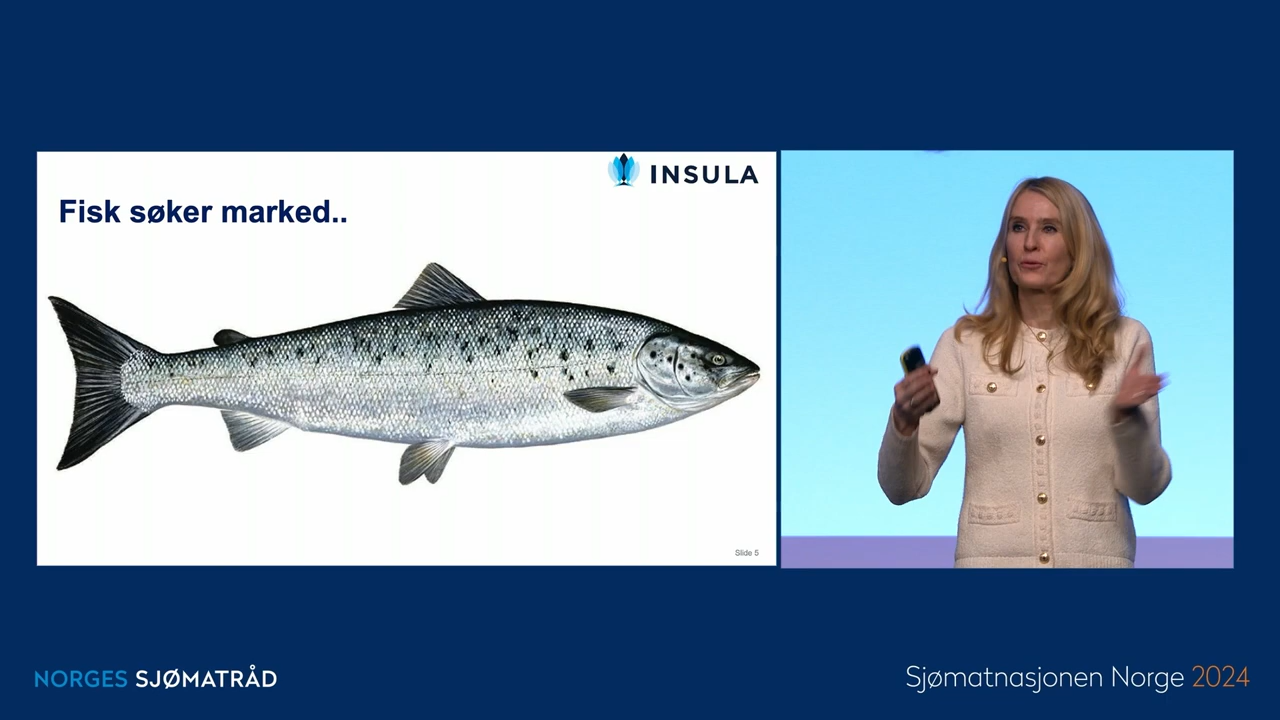 INSULA
Fisk søker marked..
Slide 5
NORGES SJØMATRÅD
Sjømatnasjonen Norge 2024